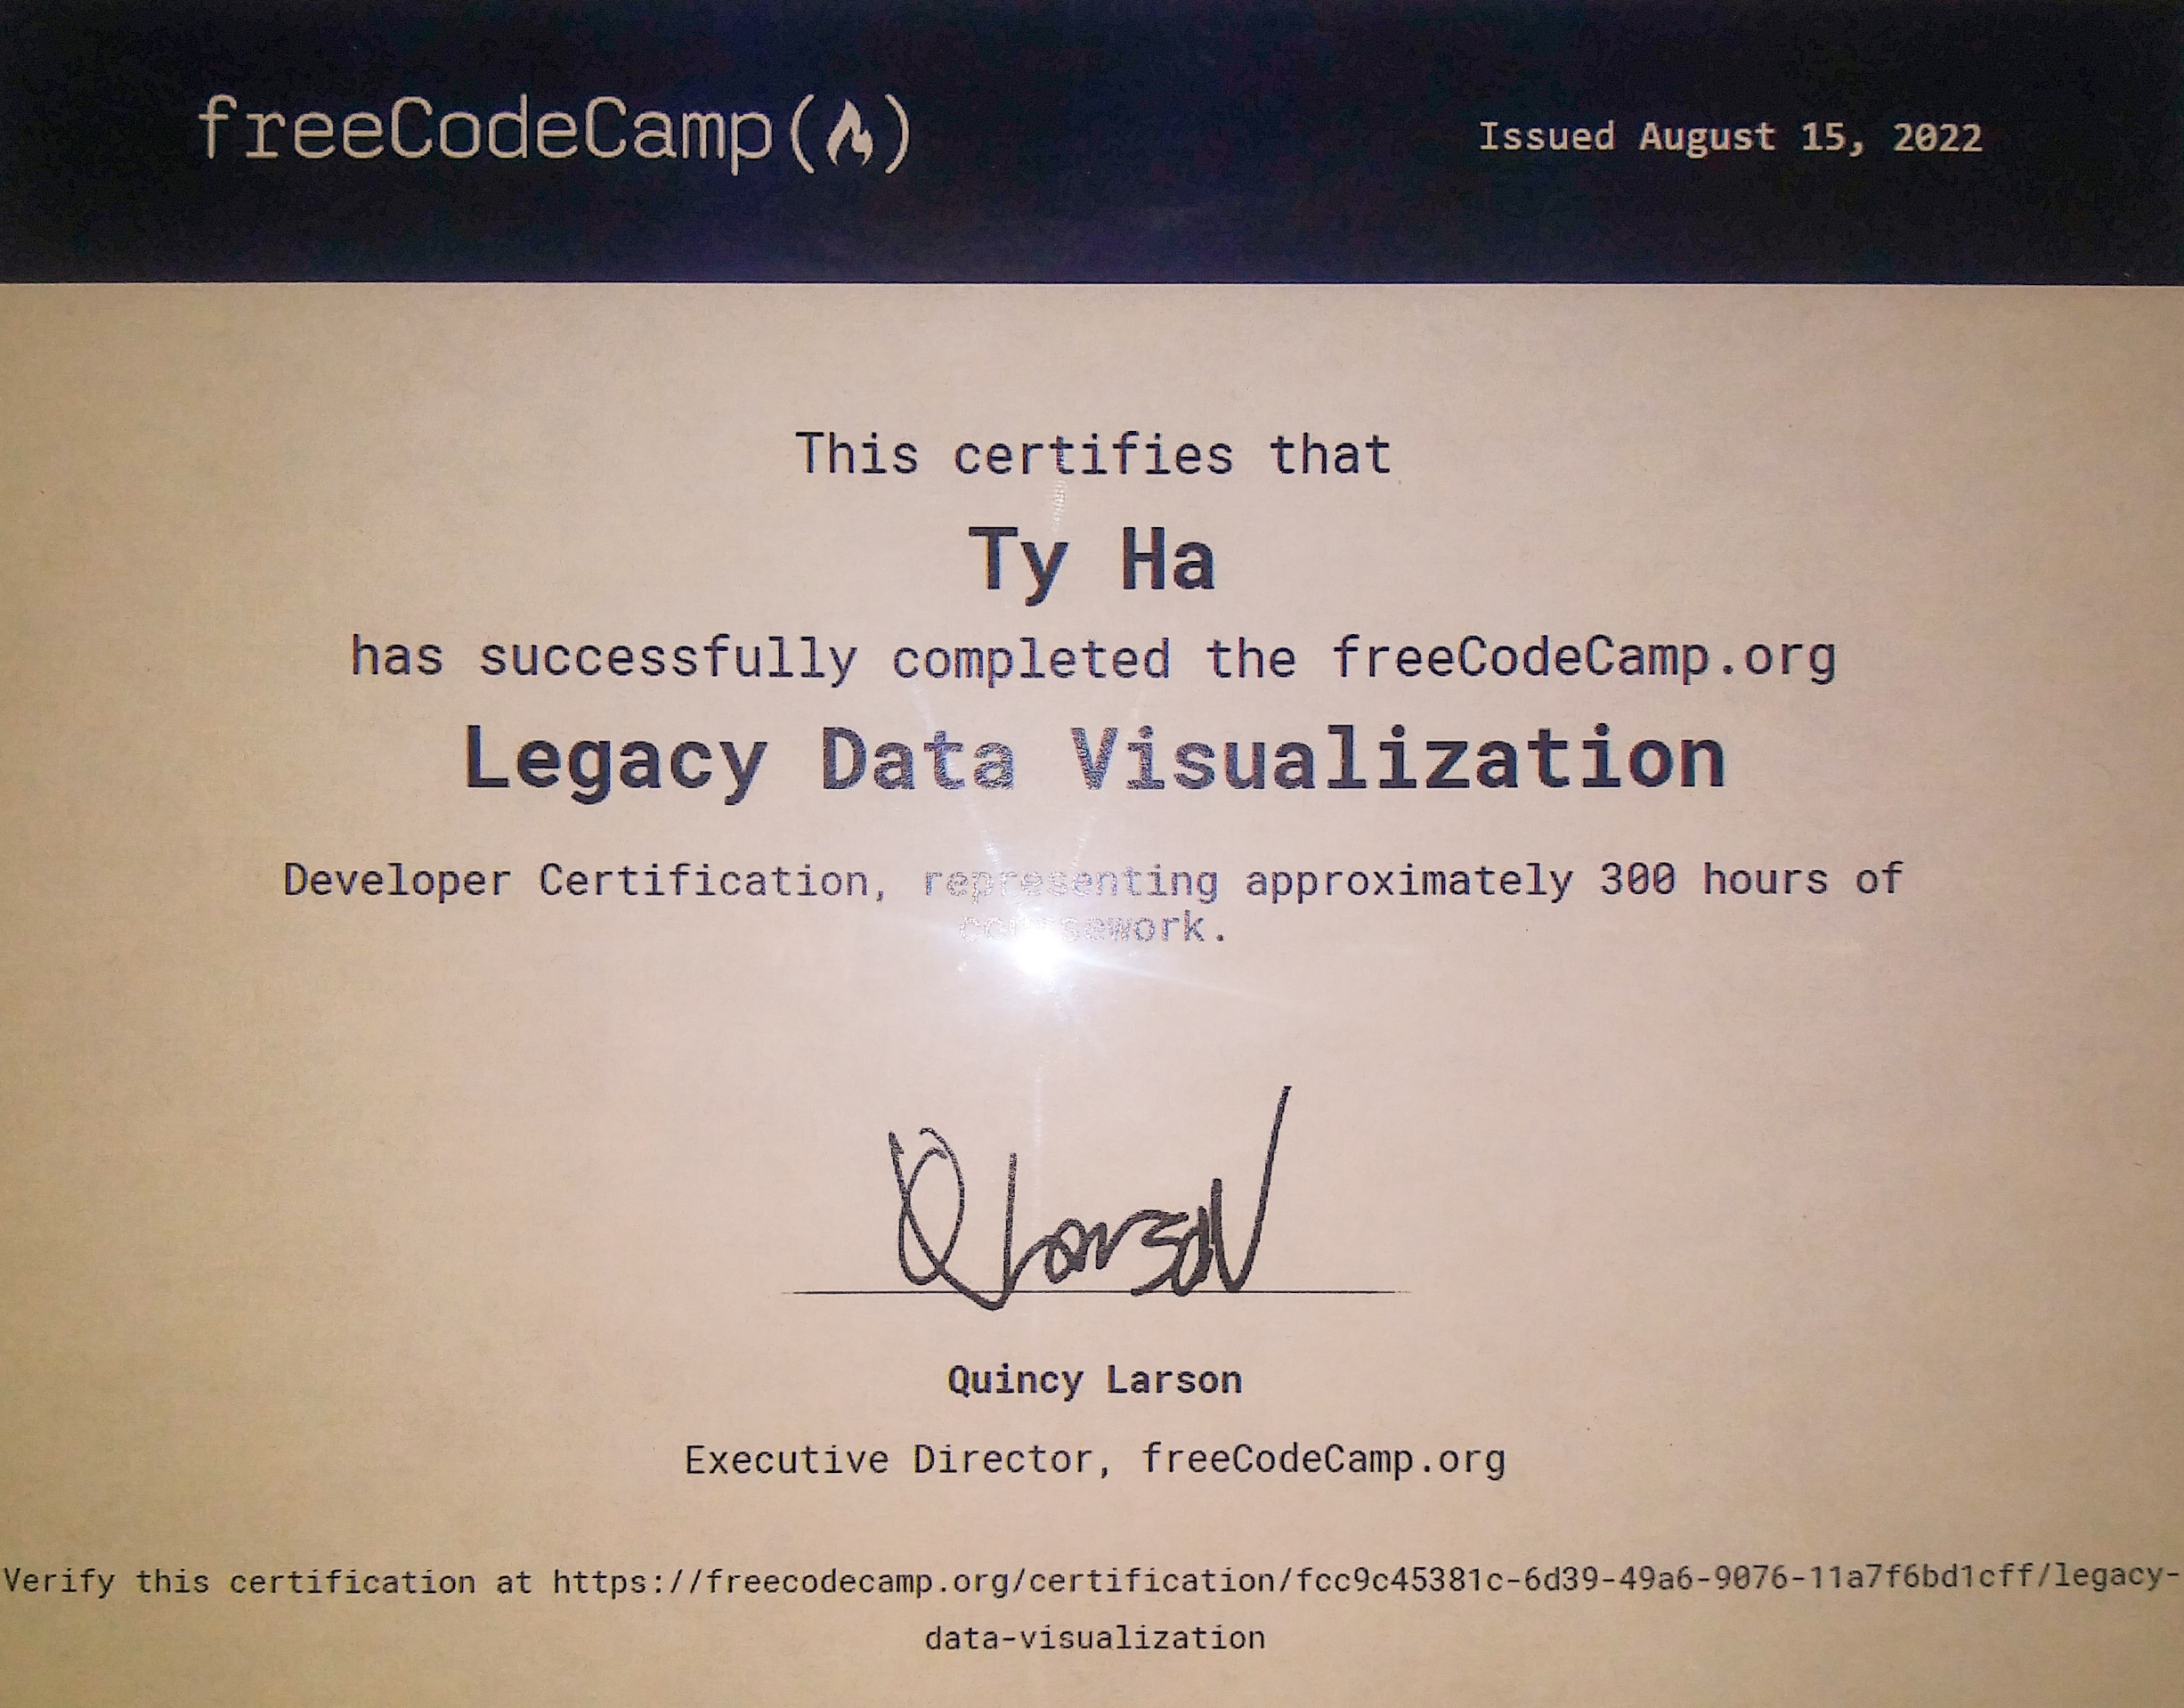 freeCodeCamp(🔥)
Issued August 15, 2022
This certifies that
Ty Ha
has successfully completed the freeCodeCamp.org
Legacy Data Visualization
Developer Certification, representing approximately 300 hours of
coursework.
Q Larson
Quincy Larson
Executive Director, freeCodeCamp.org
Verify this certification at https://freecodecamp.org/certification/fcc9c45381c-6d39-49a6-9076-11a7f6bd1cff/legacy-
data-visualization